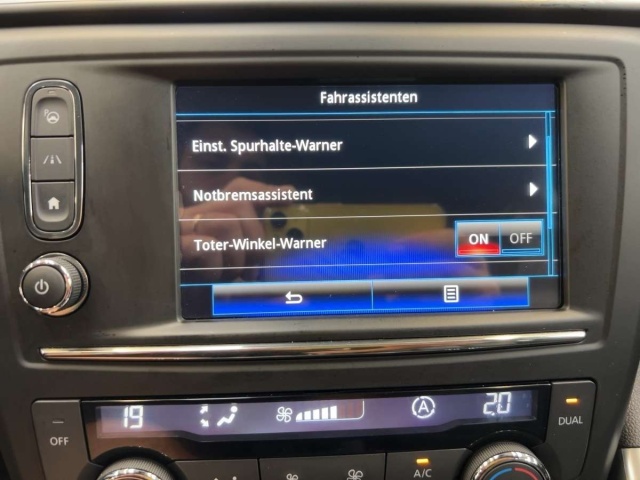 Fahrassistenten
Einst. Spurhalte-Warner
Notbremsassistent
Toter-Winkel-Warner ON OFF
19 A 20
OFF
DUAL
A/C